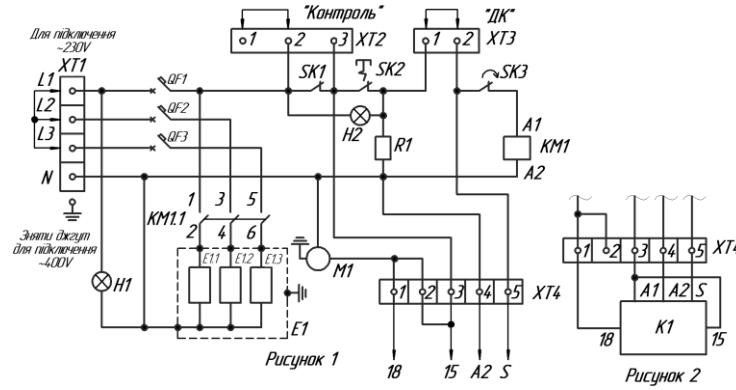 "Контроль"
"ДК"
Для підключення
~230V
XT1
1 2 3 XT2
1 2 XT3
L1
L2
L3
N
QF1
QF2
QF3
SK1
SK2
SK3
H2
R1
A1
KM1
A2
Зняти джгут
для підключення
~400V
1 3 5
KM1.1
2 4 6
E1.1 E1.2 E1.3
H1
M1
E1
1 2 3 4 5 XT4
18 15 A2 S
Рисунок 1
1 2 3 4 5 XT4
A1 A2 S
K1
18 15
Рисунок 2